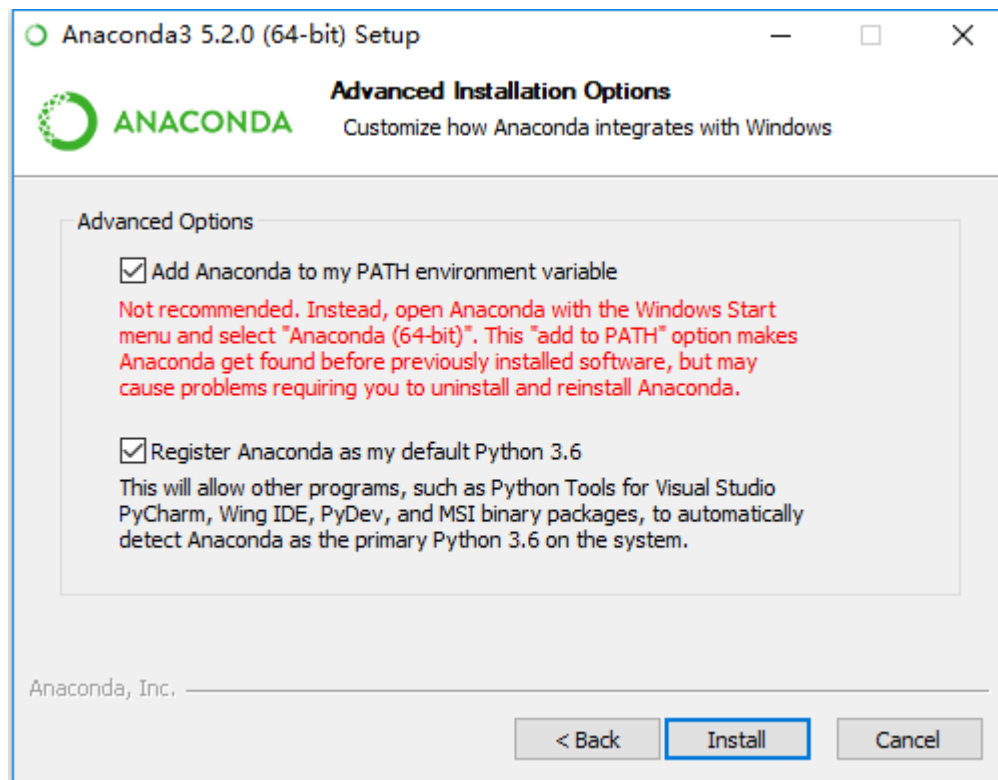 Anaconda3 5.2.0 (64-bit) Setup
ANACONDA
Advanced Installation Options
Customize how Anaconda integrates with Windows
Advanced Options
Add Anaconda to my PATH environment variable
Not recommended. Instead, open Anaconda with the Windows Start
menu and select "Anaconda (64-bit)". This "add to PATH" option makes
Anaconda get found before previously installed software, but may
cause problems requiring you to uninstall and reinstall Anaconda.
Register Anaconda as my default Python 3.6
This will allow other programs, such as Python Tools for Visual Studio
PyCharm, Wing IDE, PyDev, and MSI binary packages, to automatically
detect Anaconda as the primary Python 3.6 on the system.
Anaconda, Inc.
< Back
Install
Cancel